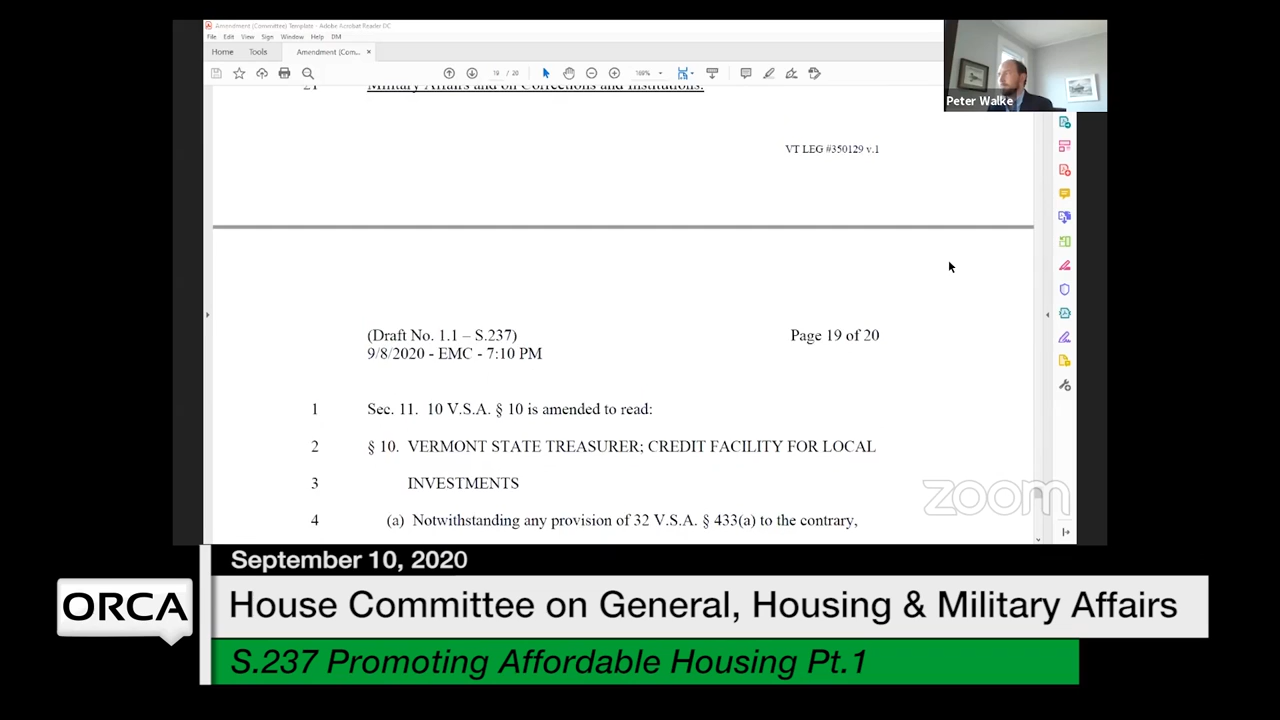 Amendment (Committee) Template - Adobe Acrobat Reader DC
File Edit View Sign Window Help DM
Home Tools Amendment (Com... ×
19 / 20 169%
Peter Walke
21 Military Affairs and on Corrections and Institutions.
VT LEG #350129 v.1
(Draft No. 1.1 – S.237) Page 19 of 20
9/8/2020 - EMC - 7:10 PM
1 Sec. 11. 10 V.S.A. § 10 is amended to read:
2 § 10. VERMONT STATE TREASURER; CREDIT FACILITY FOR LOCAL
3 INVESTMENTS
4 (a) Notwithstanding any provision of 32 V.S.A. § 433(a) to the contrary,
zoom
September 10, 2020
ORCA
House Committee on General, Housing & Military Affairs
S.237 Promoting Affordable Housing Pt.1